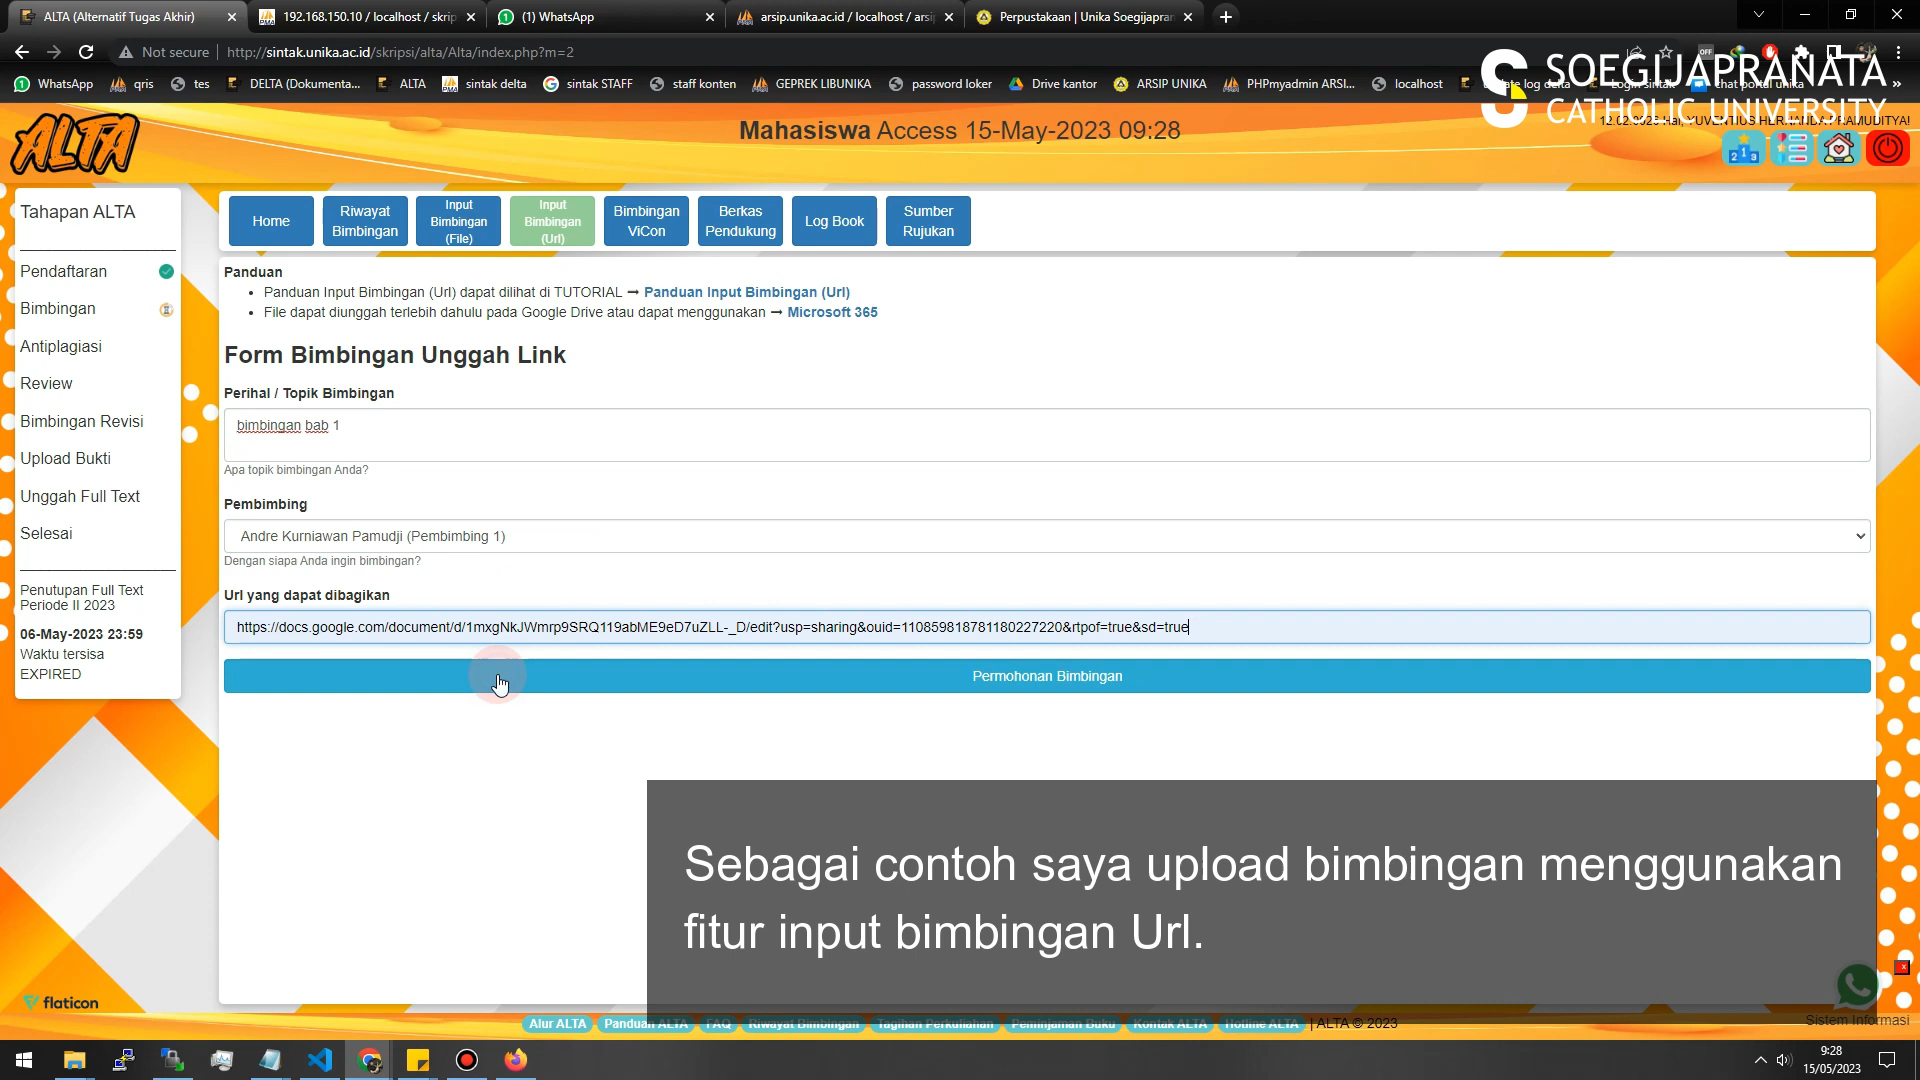 ALTA (Alternatif Tugas Akhir)
192.168.150.10 / localhost / skrip
(1) WhatsApp
arsip.unika.ac.id / localhost / arsi
Perpustakaan | Unika Soegijapran
Not secure
http://sintak.unika.ac.id/skripsi/alta/Alta/index.php?m=2
WhatsApp
qris
tes
DELTA (Dokumenta...
ALTA
sintak delta
sintak STAFF
staff konten
GEPREK LIBUNIKA
password loker
Drive kantor
ARSIP UNIKA
PHPmyadmin ARSI...
localhost
log delta
Login sintak
chat portal unika
SOEGIJAPRANATA
CATHOLIC UNIVERSITY
ALTA
Mahasiswa Access 15-May-2023 09:28
Tahapan ALTA
Pendaftaran
Bimbingan
Antiplagiasi
Review
Bimbingan Revisi
Upload Bukti
Unggah Full Text
Selesai
Penutupan Full Text
Periode II 2023
06-May-2023 23:59
Waktu tersisa
EXPIRED
Home
Riwayat Bimbingan
Input Bimbingan (File)
Input Bimbingan (Url)
Bimbingan ViCon
Berkas Pendukung
Log Book
Sumber Rujukan
Panduan
• Panduan Input Bimbingan (Url) dapat dilihat di TUTORIAL → Panduan Input Bimbingan (Url)
• File dapat diunggah terlebih dahulu pada Google Drive atau dapat menggunakan → Microsoft 365
Form Bimbingan Unggah Link
Perihal / Topik Bimbingan
bimbingan bab 1
Apa topik bimbingan Anda?
Pembimbing
Andre Kurniawan Pamudji (Pembimbing 1)
Dengan siapa Anda ingin bimbingan?
Url yang dapat dibagikan
https://docs.google.com/document/d/1mxgNkJWmrp9SRQ119abME9eD7uZLL-_D/edit?usp=sharing&ouid=110859818781180227220&rtpof=true&sd=true
Permohonan Bimbingan
Sebagai contoh saya upload bimbingan menggunakan
fitur input bimbingan Url.
flaticon
Alur ALTA
Panduan ALTA
FAQ
Riwayat Bimbingan
Tagihan Perkuliahan
Peminjaman Buku
Kontak ALTA
Hotline ALTA
| ALTA © 2023
Sistem Informasi
9:28
15/05/2023